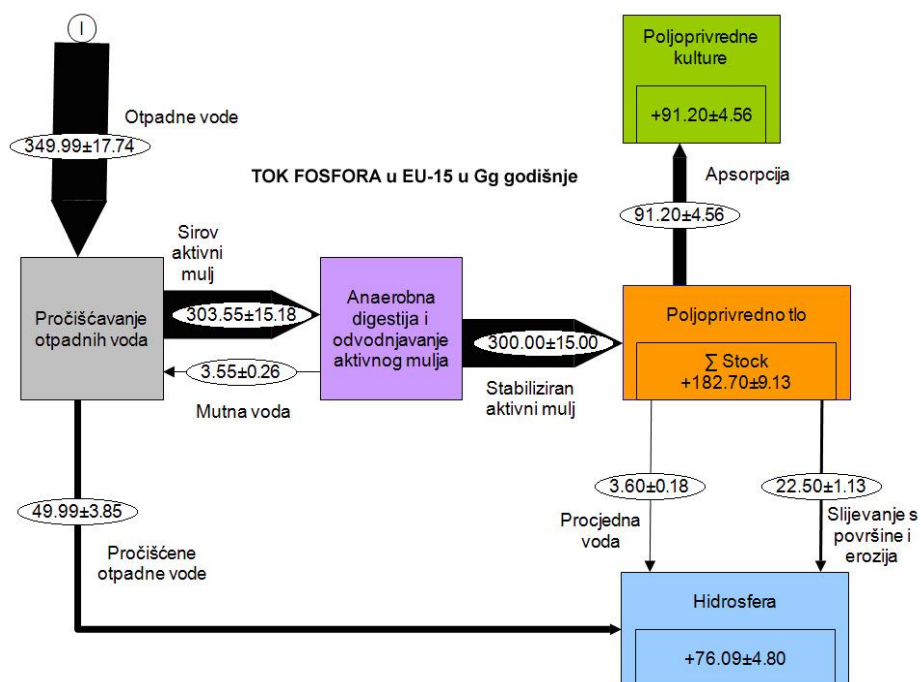 I
Otpadne vode
349.99±17.74
TOK FOSFORA u EU-15 u Gg godišnje
Poljoprivredne
kulture
+91.20±4.56
Apsorpcija
91.20±4.56
Sirov
aktivni
mulj
Pročišćavanje
otpadnih voda
303.55±15.18
3.55±0.26
Mutna voda
Anaerobna
digestija i
odvodnjavanje
aktivnog mulja
300.00±15.00
Stabiliziran
aktivni mulj
Poljoprivredno tlo
∑ Stock
+182.70±9.13
49.99±3.85
Pročišćene
otpadne vode
3.60±0.18
Procjedna
voda
22.50±1.13
Slijevanje s
površine i
erozija
Hidrosfera
+76.09±4.80